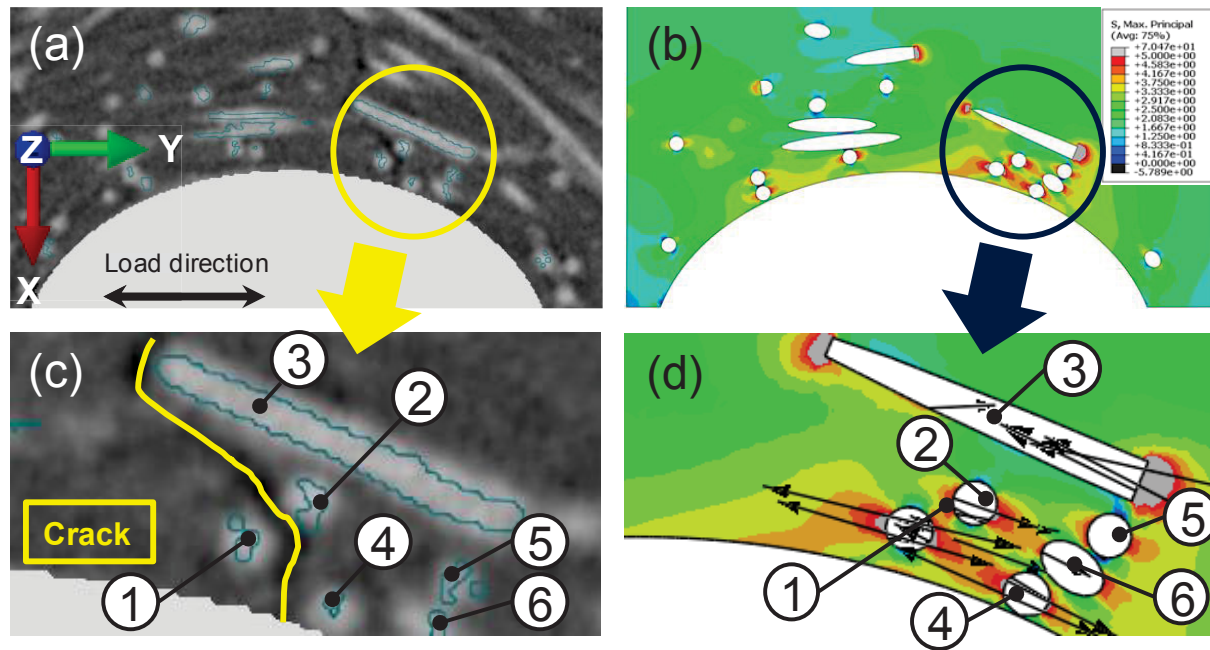 (a)
Z
Y
X
Load direction
(b)
S, Max. Principal
(Avg: 75%)
+7.047e+01
+5.000e+00
+4.583e+00
+4.167e+00
+3.750e+00
+3.333e+00
+2.917e+00
+2.500e+00
+2.083e+00
+1.667e+00
+1.250e+00
+8.333e-01
+4.167e-01
+0.000e+00
-5.789e+00
(c)
3
2
Crack
1
4
5
6
(d)
3
2
1
5
4
6